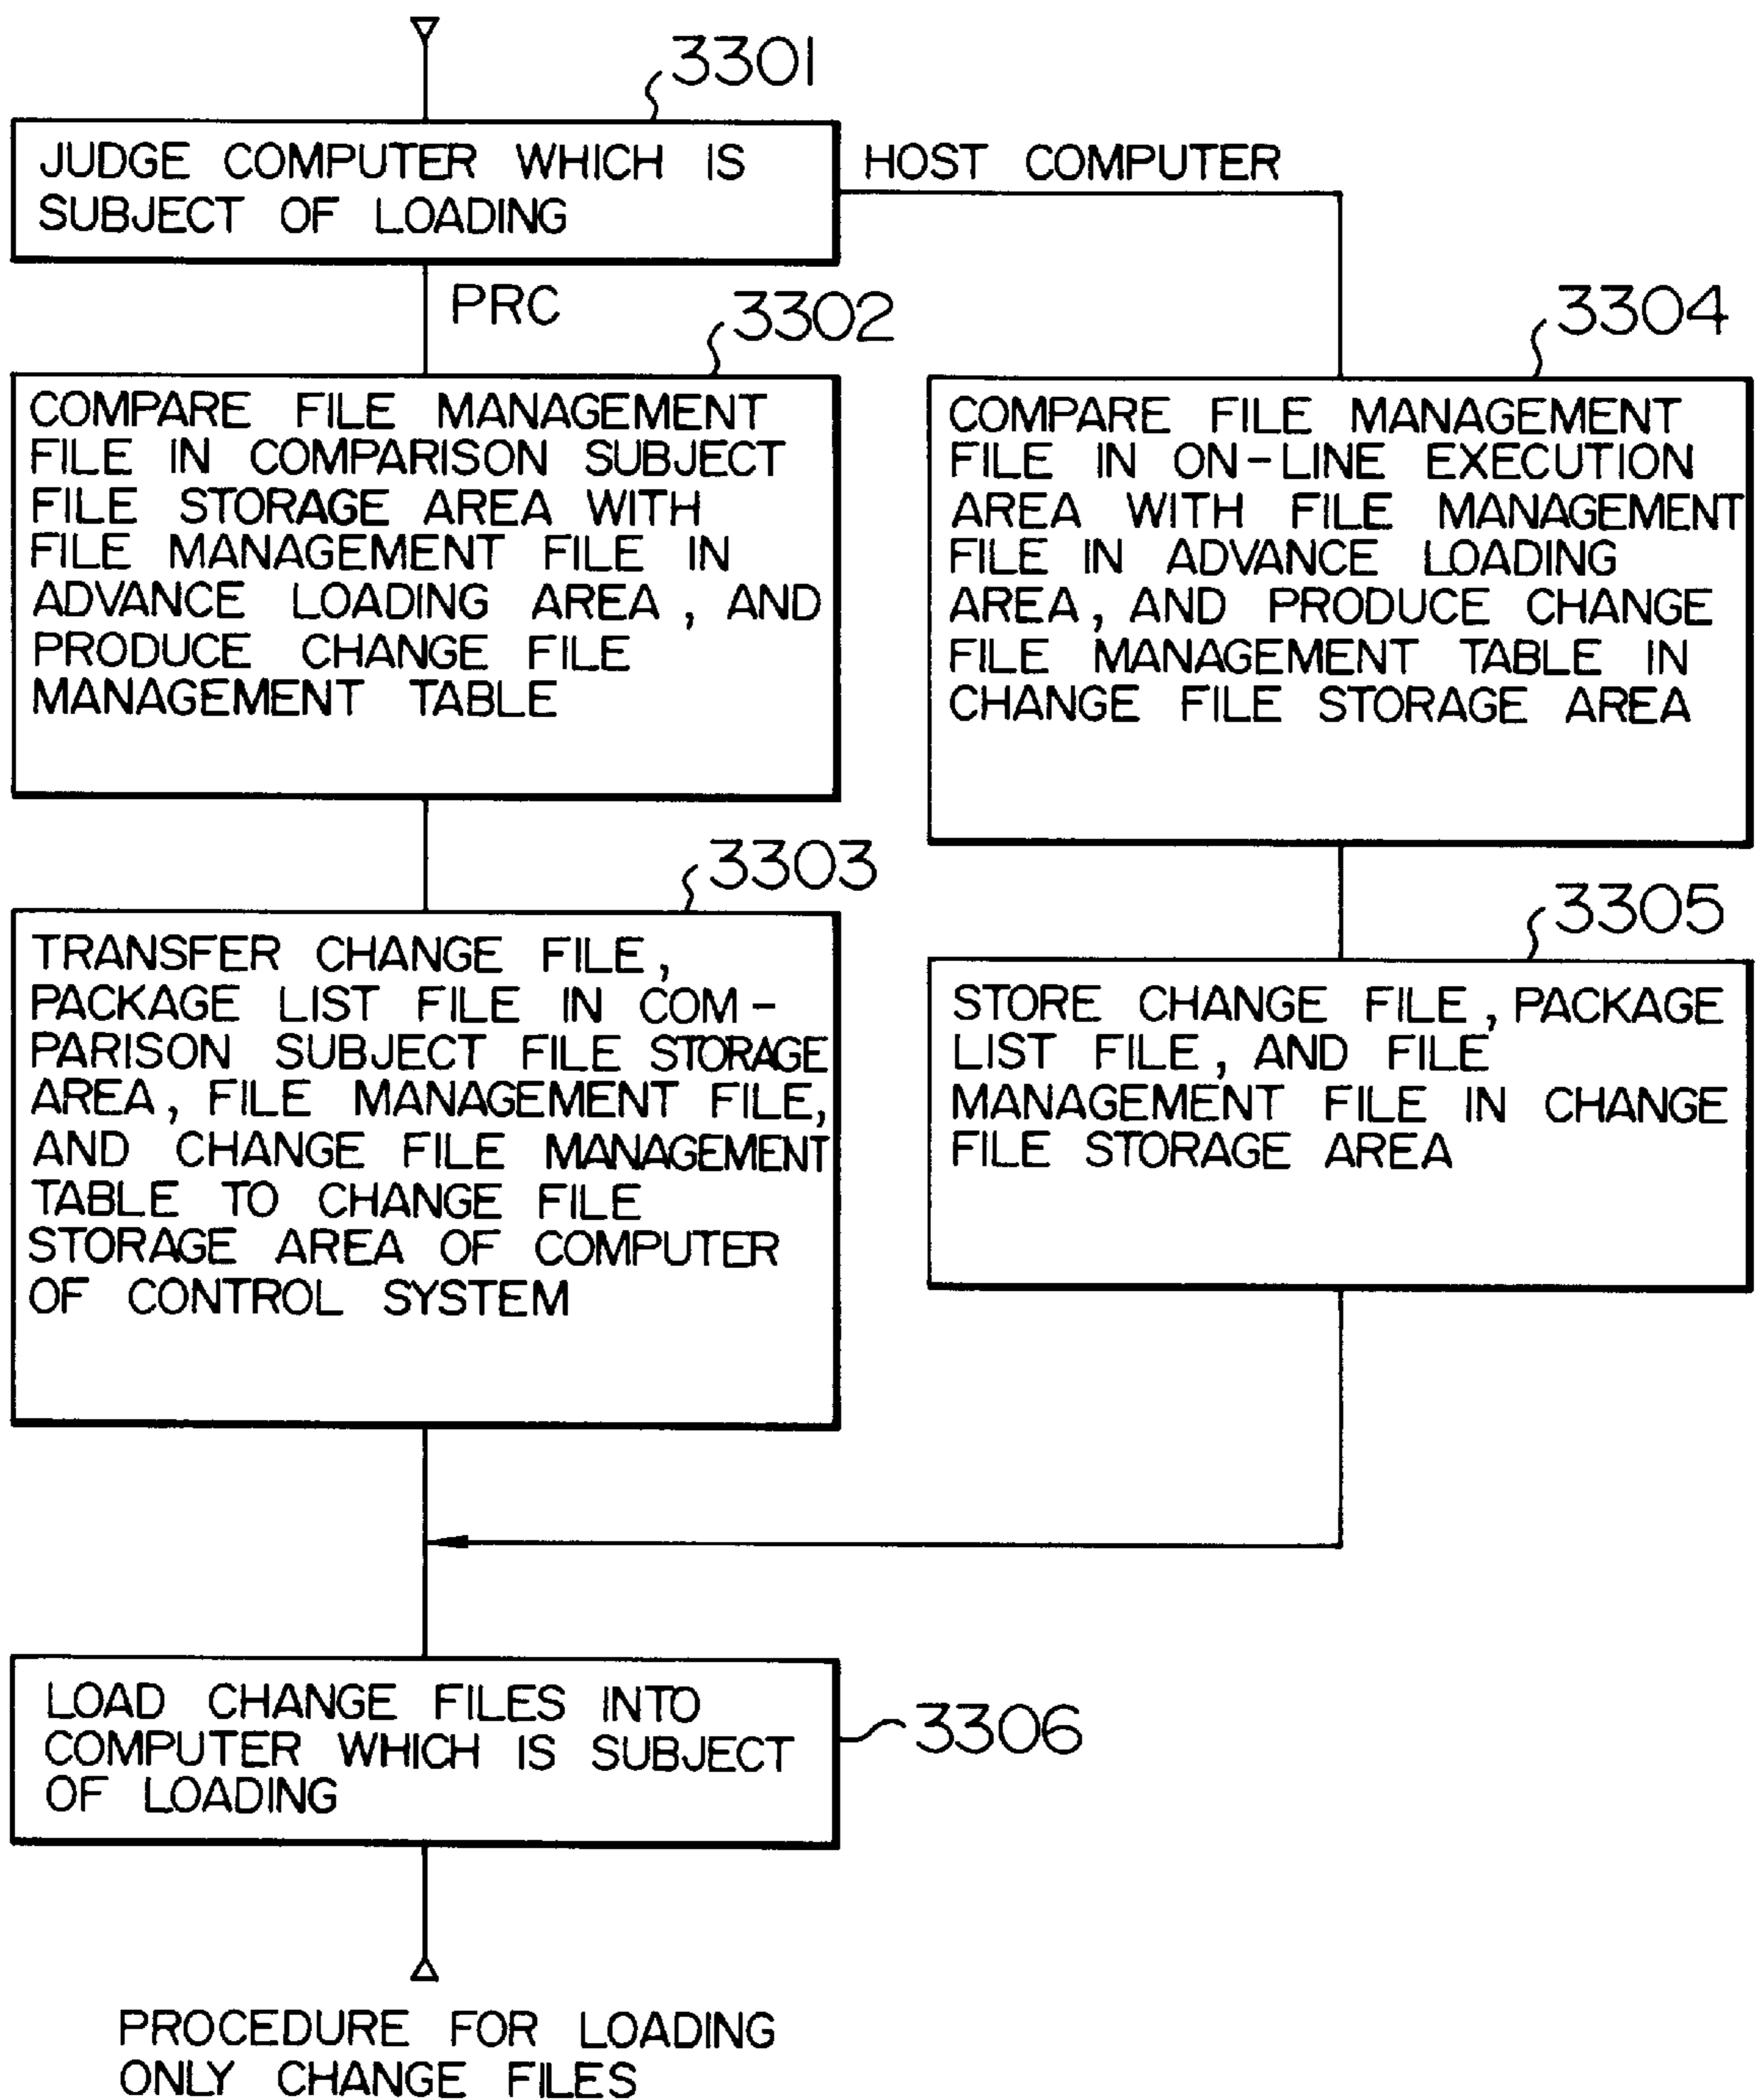 3301
JUDGE COMPUTER WHICH IS
SUBJECT OF LOADING
HOST COMPUTER
PRC
3302
COMPARE FILE MANAGEMENT
FILE IN COMPARISON SUBJECT
FILE STORAGE AREA WITH
FILE MANAGEMENT FILE IN
ADVANCE LOADING AREA, AND
PRODUCE CHANGE FILE
MANAGEMENT TABLE
3304
COMPARE FILE MANAGEMENT
FILE IN ON-LINE EXECUTION
AREA WITH FILE MANAGEMENT
FILE IN ADVANCE LOADING
AREA, AND PRODUCE CHANGE
FILE MANAGEMENT TABLE IN
CHANGE FILE STORAGE AREA
3303
TRANSFER CHANGE FILE,
PACKAGE LIST FILE IN COM-
PARISON SUBJECT FILE STORAGE
AREA, FILE MANAGEMENT FILE,
AND CHANGE FILE MANAGEMENT
TABLE TO CHANGE FILE
STORAGE AREA OF COMPUTER
OF CONTROL SYSTEM
3305
STORE CHANGE FILE, PACKAGE
LIST FILE, AND FILE
MANAGEMENT FILE IN CHANGE
FILE STORAGE AREA
LOAD CHANGE FILES INTO
COMPUTER WHICH IS SUBJECT
OF LOADING
3306
PROCEDURE FOR LOADING
ONLY CHANGE FILES